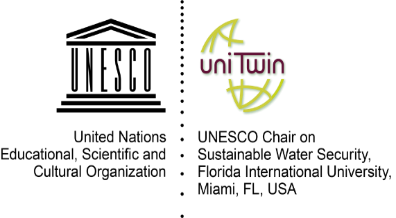 UNESCO
United Nations
Educational, Scientific and
Cultural Organization
uniTwin
UNESCO Chair on
Sustainable Water Security,
Florida International University,
Miami, FL, USA